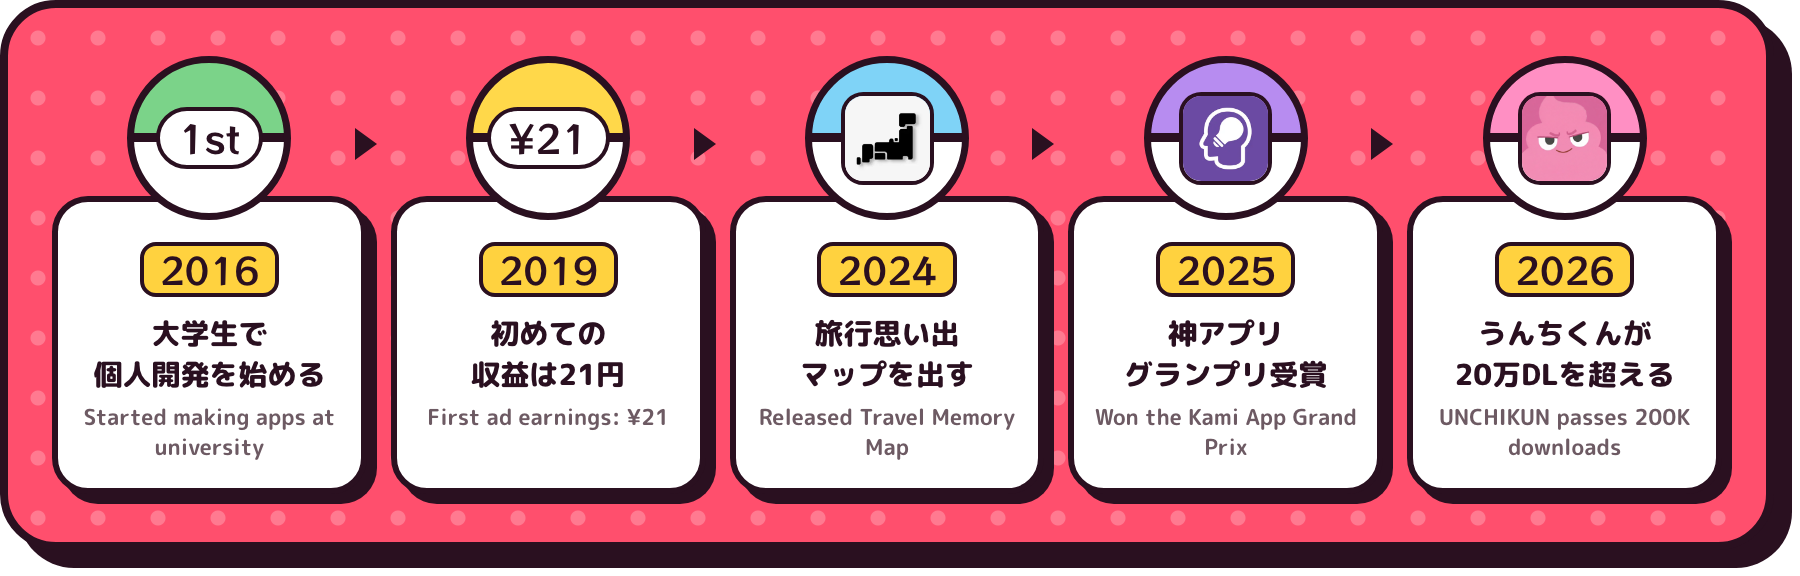 1st
2016
大学生で
個人開発を始める
Started making apps at
university
¥21
2019
初めての
収益は21円
First ad earnings: ¥21
2024
旅行思い出
マップを出す
Released Travel Memory
Map
2025
神アプリ
グランプリ受賞
Won the Kami App Grand
Prix
2026
うんちくんが
20万DLを超える
UNCHIKUN passes 200K
downloads